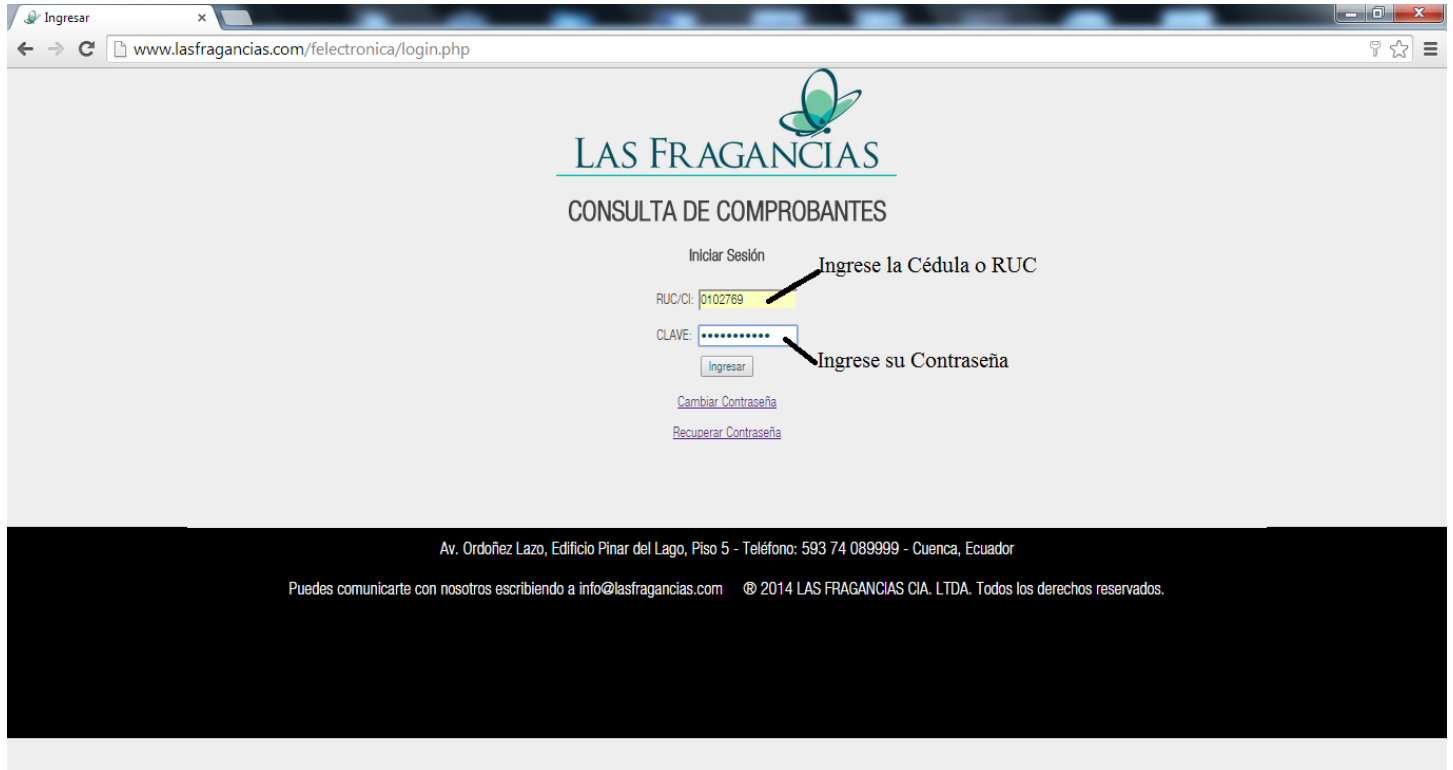 Ingresar
www.lasfragancias.com/felectronica/login.php
LAS FRAGANCIAS
CONSULTA DE COMPROBANTES
Iniciar Sesión
Ingrese la Cédula o RUC
RUC/CI: 0102769
CLAVE: •••••••••••
Ingrese su Contraseña
Ingresar
Cambiar Contraseña
Recuperar Contraseña
Av. Ordoñez Lazo, Edificio Pinar del Lago, Piso 5 - Teléfono: 593 74 089999 - Cuenca, Ecuador
Puedes comunicarte con nosotros escribiendo a info@lasfragancias.com ® 2014 LAS FRAGANCIAS CIA. LTDA. Todos los derechos reservados.